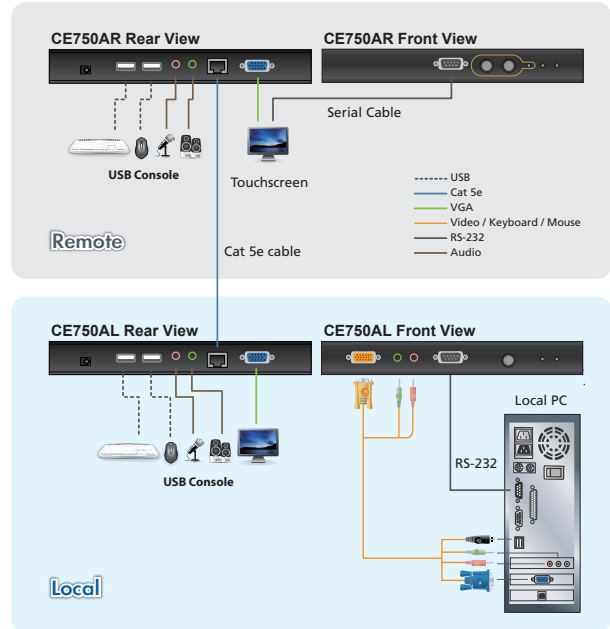 CE750AR Rear View
CE750AR Front View
Serial Cable
USB Console
Touchscreen
USB
Cat 5e
VGA
Video / Keyboard / Mouse
RS-232
Audio
Remote
Cat 5e cable
CE750AL Rear View
CE750AL Front View
Local PC
RS-232
USB Console
Local